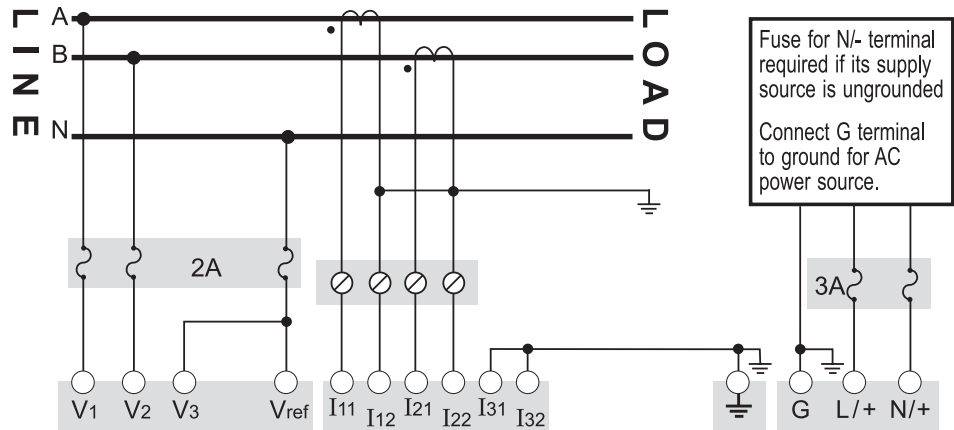 LINE
A
B
N
LOAD
Fuse for N/- terminal
required if its supply
source is ungrounded
Connect G terminal
to ground for AC
power source.
2A
3A
V1
V2
V3
Vref
I11
I12
I21
I22
I31
I32
G
L/+
N/+